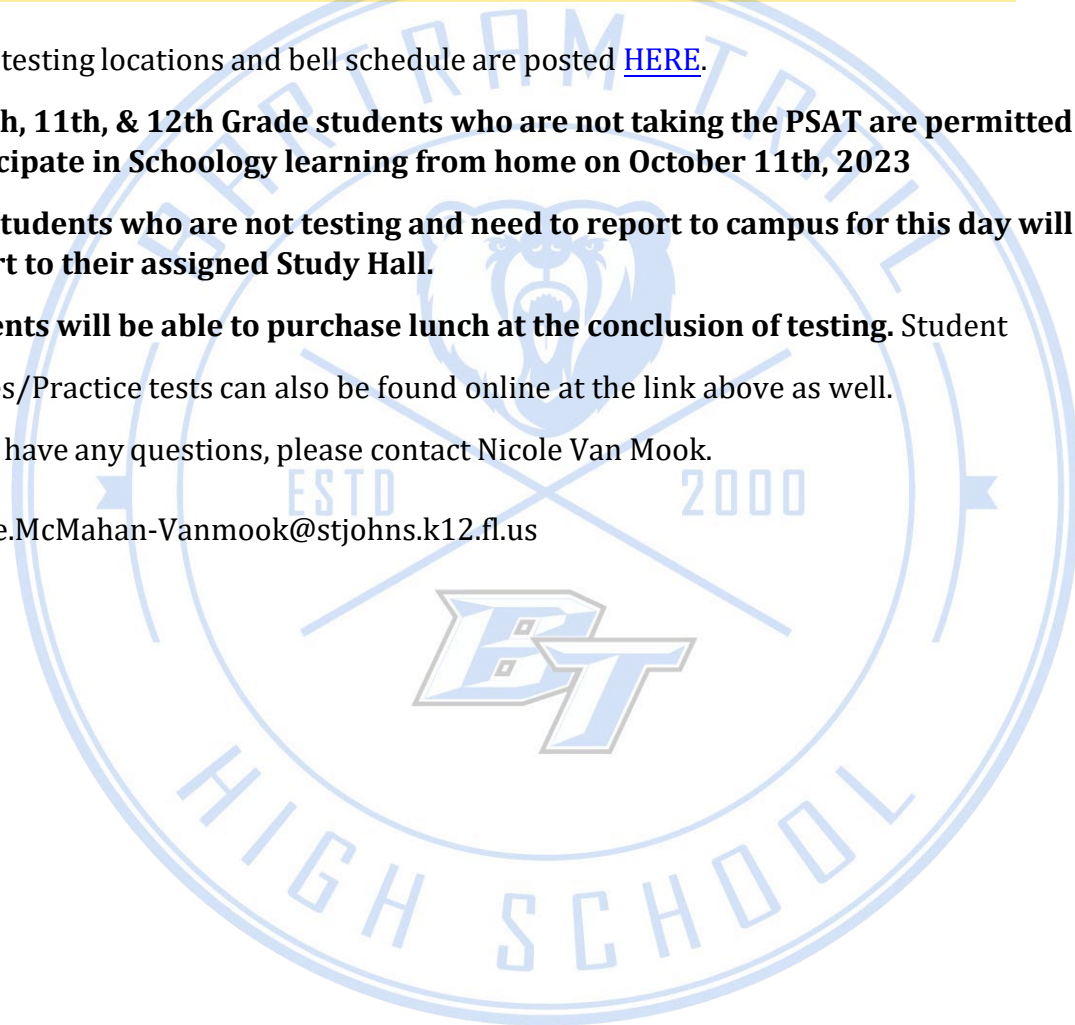 testing locations and bell schedule are posted HERE.
h, 11th, & 12th Grade students who are not taking the PSAT are permitted
cipate in Schoology learning from home on October 11th, 2023
tudents who are not testing and need to report to campus for this day will
rt to their assigned Study Hall.
ents will be able to purchase lunch at the conclusion of testing. Student
es/Practice tests can also be found online at the link above as well.
have any questions, please contact Nicole Van Mook.
e.McMahan-Vanmook@stjohns.k12.fl.us
BARTRAM TRAIL
ESTD 2000
BT
HIGH SCHOOL